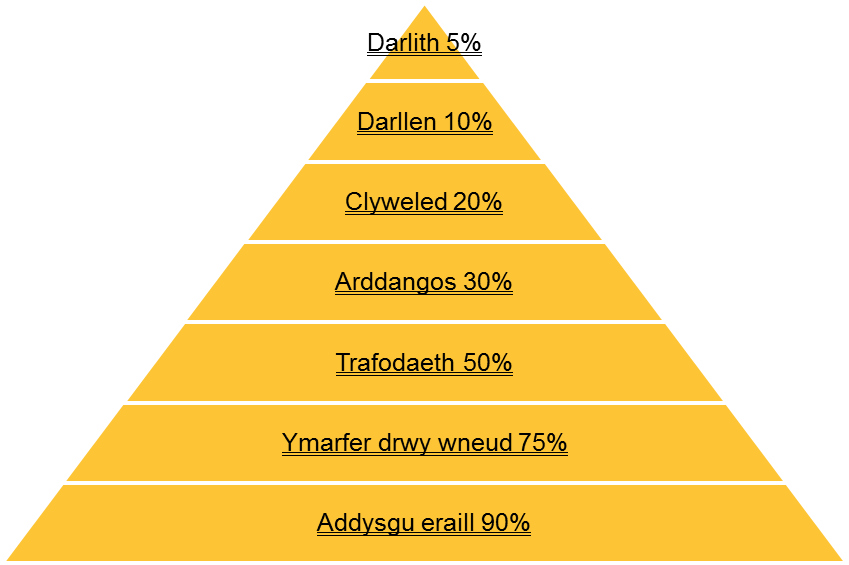 Darlith 5%
Darllen 10%
Clyweled 20%
Arddangos 30%
Trafodaeth 50%
Ymarfer drwy wneud 75%
Addysgu eraill 90%